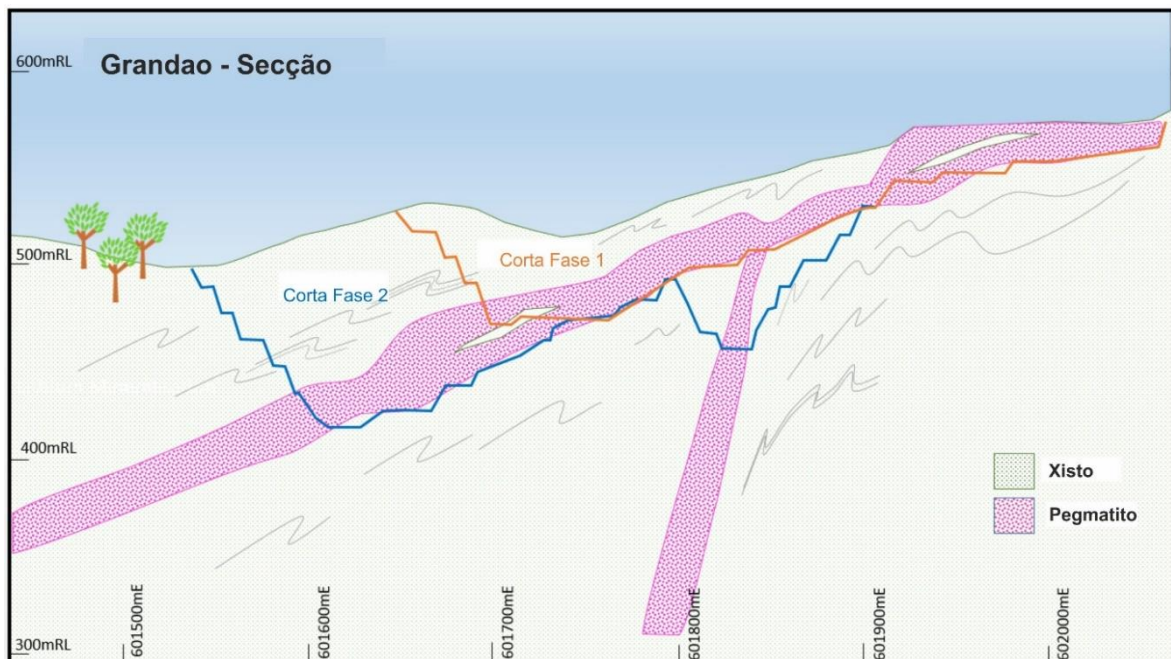 600mRL
Grandao - Secção
500mRL
Corta Fase 1
Corta Fase 2
400mRL
Xisto
Pegmatito
300mRL
601500mE
601600mE
601700mE
601800mE
601900mE
602000mE